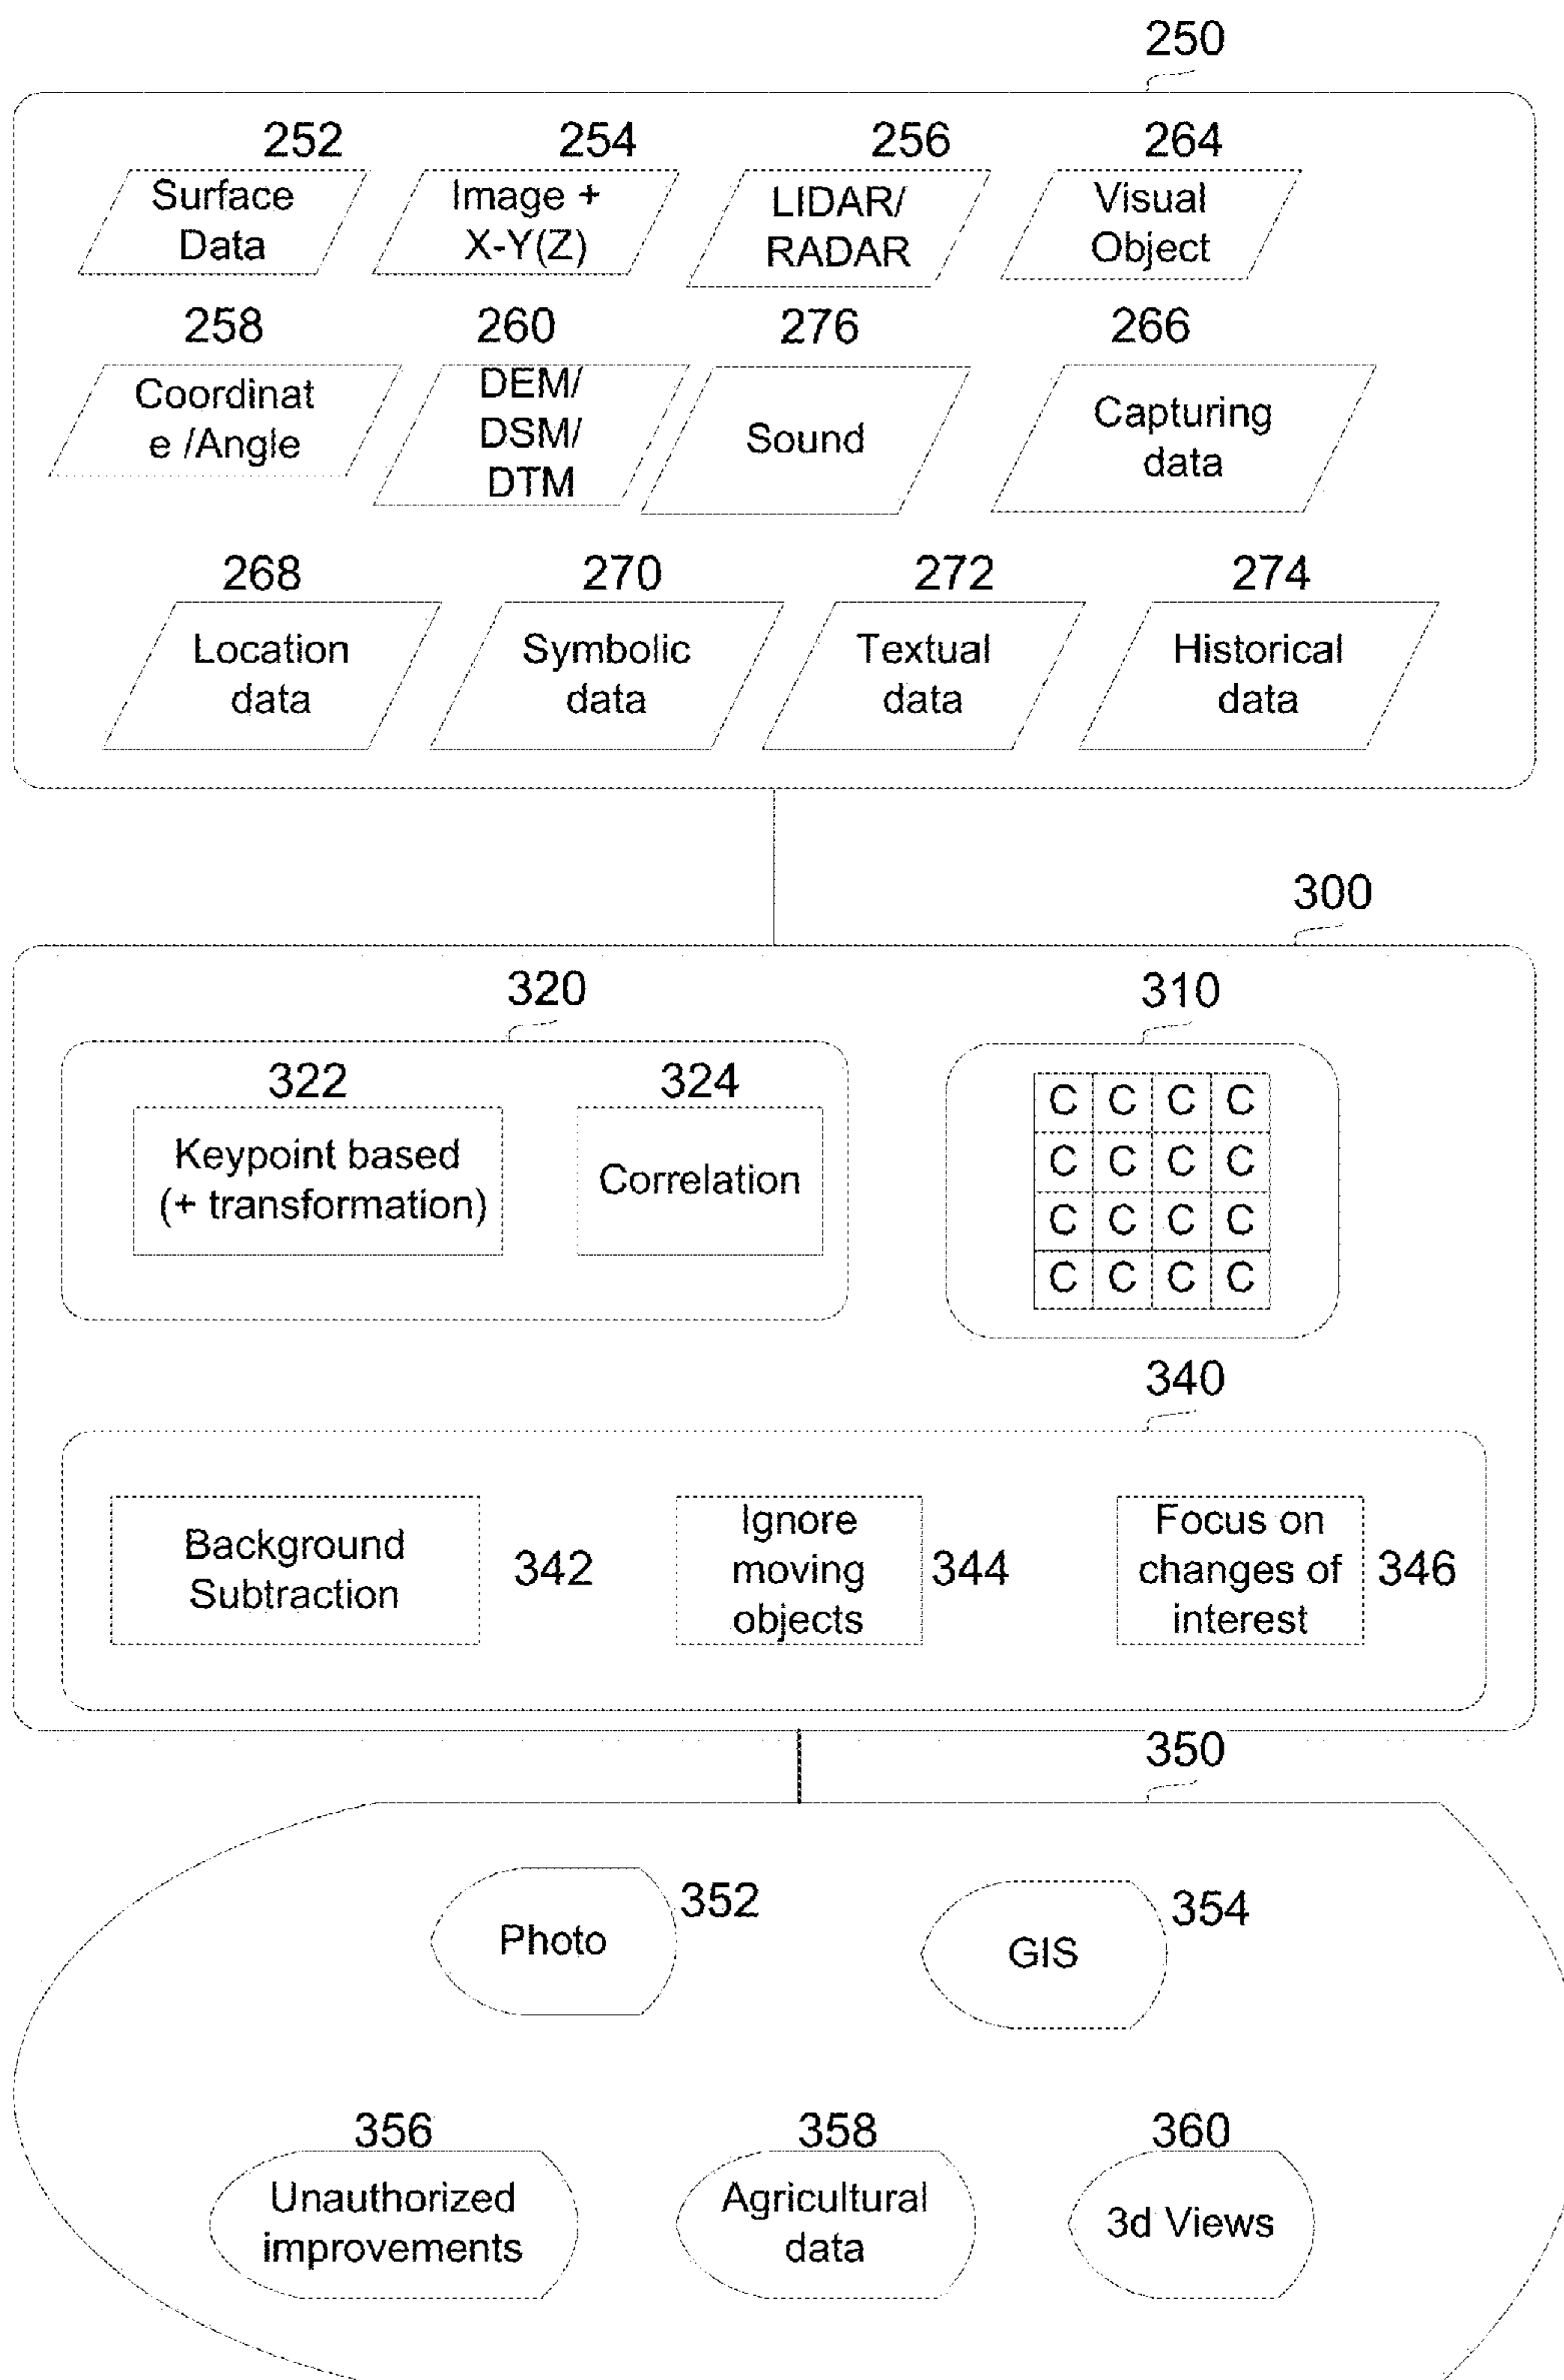 250
252 254 256 264
Surface
Data
Image +
X-Y(Z)
LIDAR/
RADAR
Visual
Object
258 260 276 266
Coordinat
e /Angle
DEM/
DSM/
DTM
Sound
Capturing
data
268 270 272 274
Location
data
Symbolic
data
Textual
data
Historical
data
300
320 310
322 324
Keypoint based
(+ transformation)
Correlation
C C C C
C C C C
C C C C
C C C C
340
Background
Subtraction
342
Ignore
moving
objects
344
Focus on
changes of
interest
346
350
Photo
352
GIS
354
356 358 360
Unauthorized
improvements
Agricultural
data
3d Views